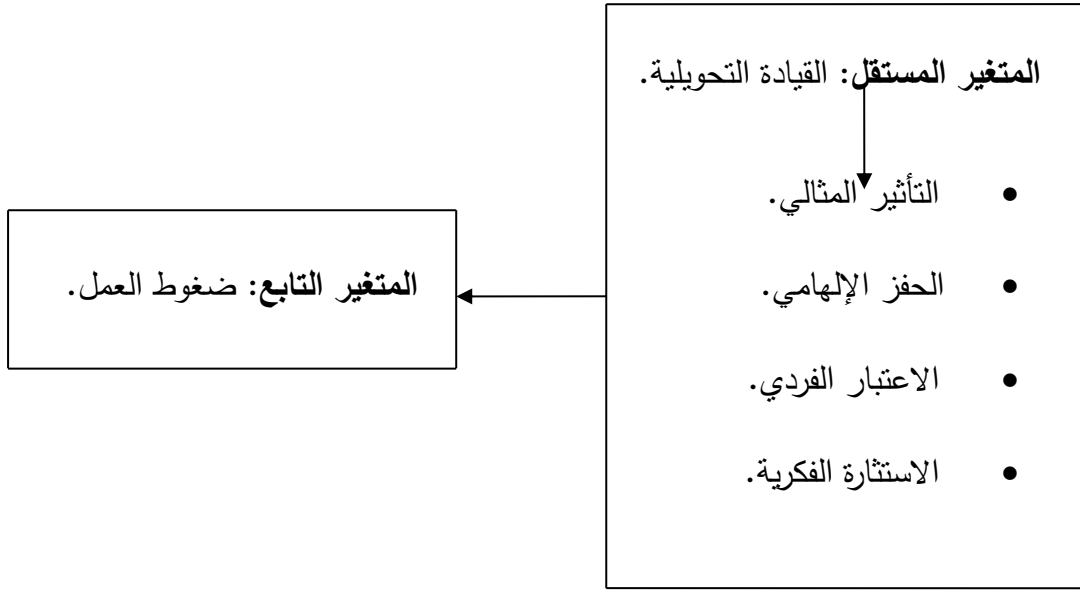 المتغير المستقل: القيادة التحويلية.
• التأثير المثالي.
• الحفز الإلهامي.
• الاعتبار الفردي.
• الاستثارة الفكرية.
المتغير التابع: ضغوط العمل.